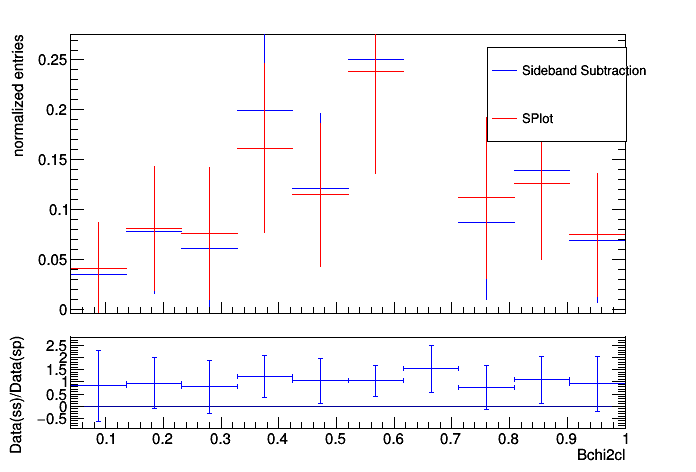 normalized entries
0.25
0.2
0.15
0.1
0.05
0
Sideband Subtraction
SPlot
Data(ss)/Data(sp)
2.5
2
1.5
1
0.5
0
−0.5
0.1 0.2 0.3 0.4 0.5 0.6 0.7 0.8 0.9 1
Bchi2cl